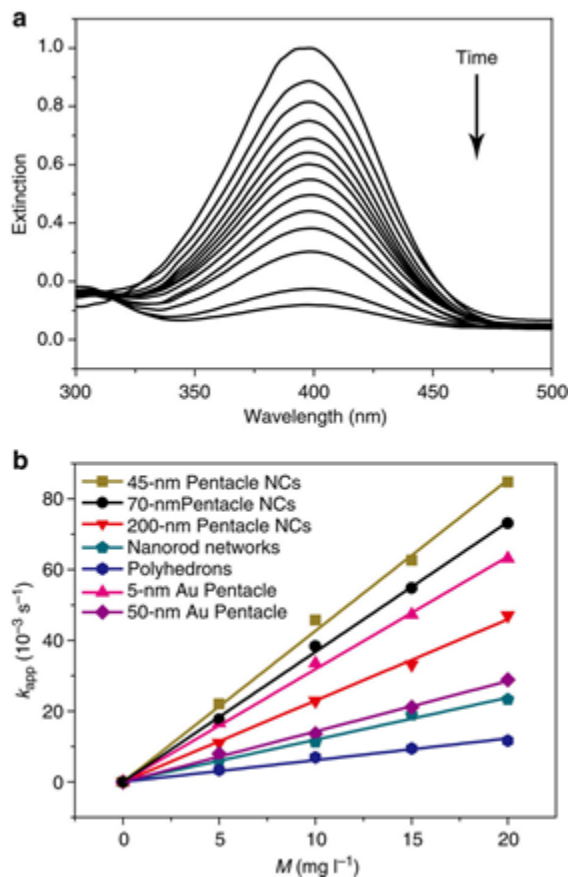 a
1.0
0.8
0.6
0.4
0.0
0.0
Extinction
Time
300 350 400 450 500
Wavelength (nm)
b
45-nm Pentacle NCs
70-nmPentacle NCs
200-nm Pentacle NCs
Nanorod networks
Polyhedrons
5-nm Au Pentacle
50-nm Au Pentacle
80
60
40
20
0
k_app (10⁻³ s⁻¹)
0 5 10 15 20
M (mg l⁻¹)